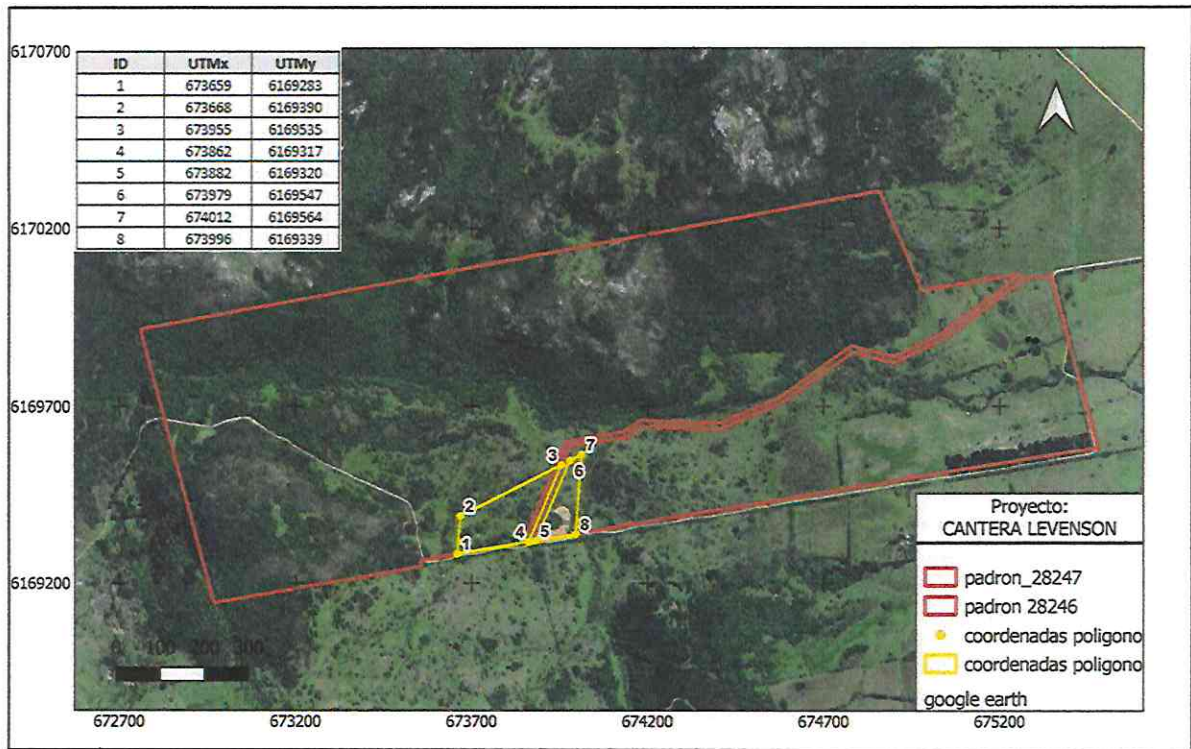 6170700
6170200
6169700
6169200
ID UTMx UTMy
1 673659 6169283
2 673668 6169390
3 673955 6169535
4 673862 6169317
5 673882 6169320
6 673979 6169547
7 674012 6169564
8 673996 6169339
7
3
6
2
4 5 8
1
0 100 200 300
Proyecto:
CANTERA LEVENSON
padron_28247
padron 28246
coordenadas poligono
coordenadas poligono
google earth
672700 673200 673700 674200 674700 675200